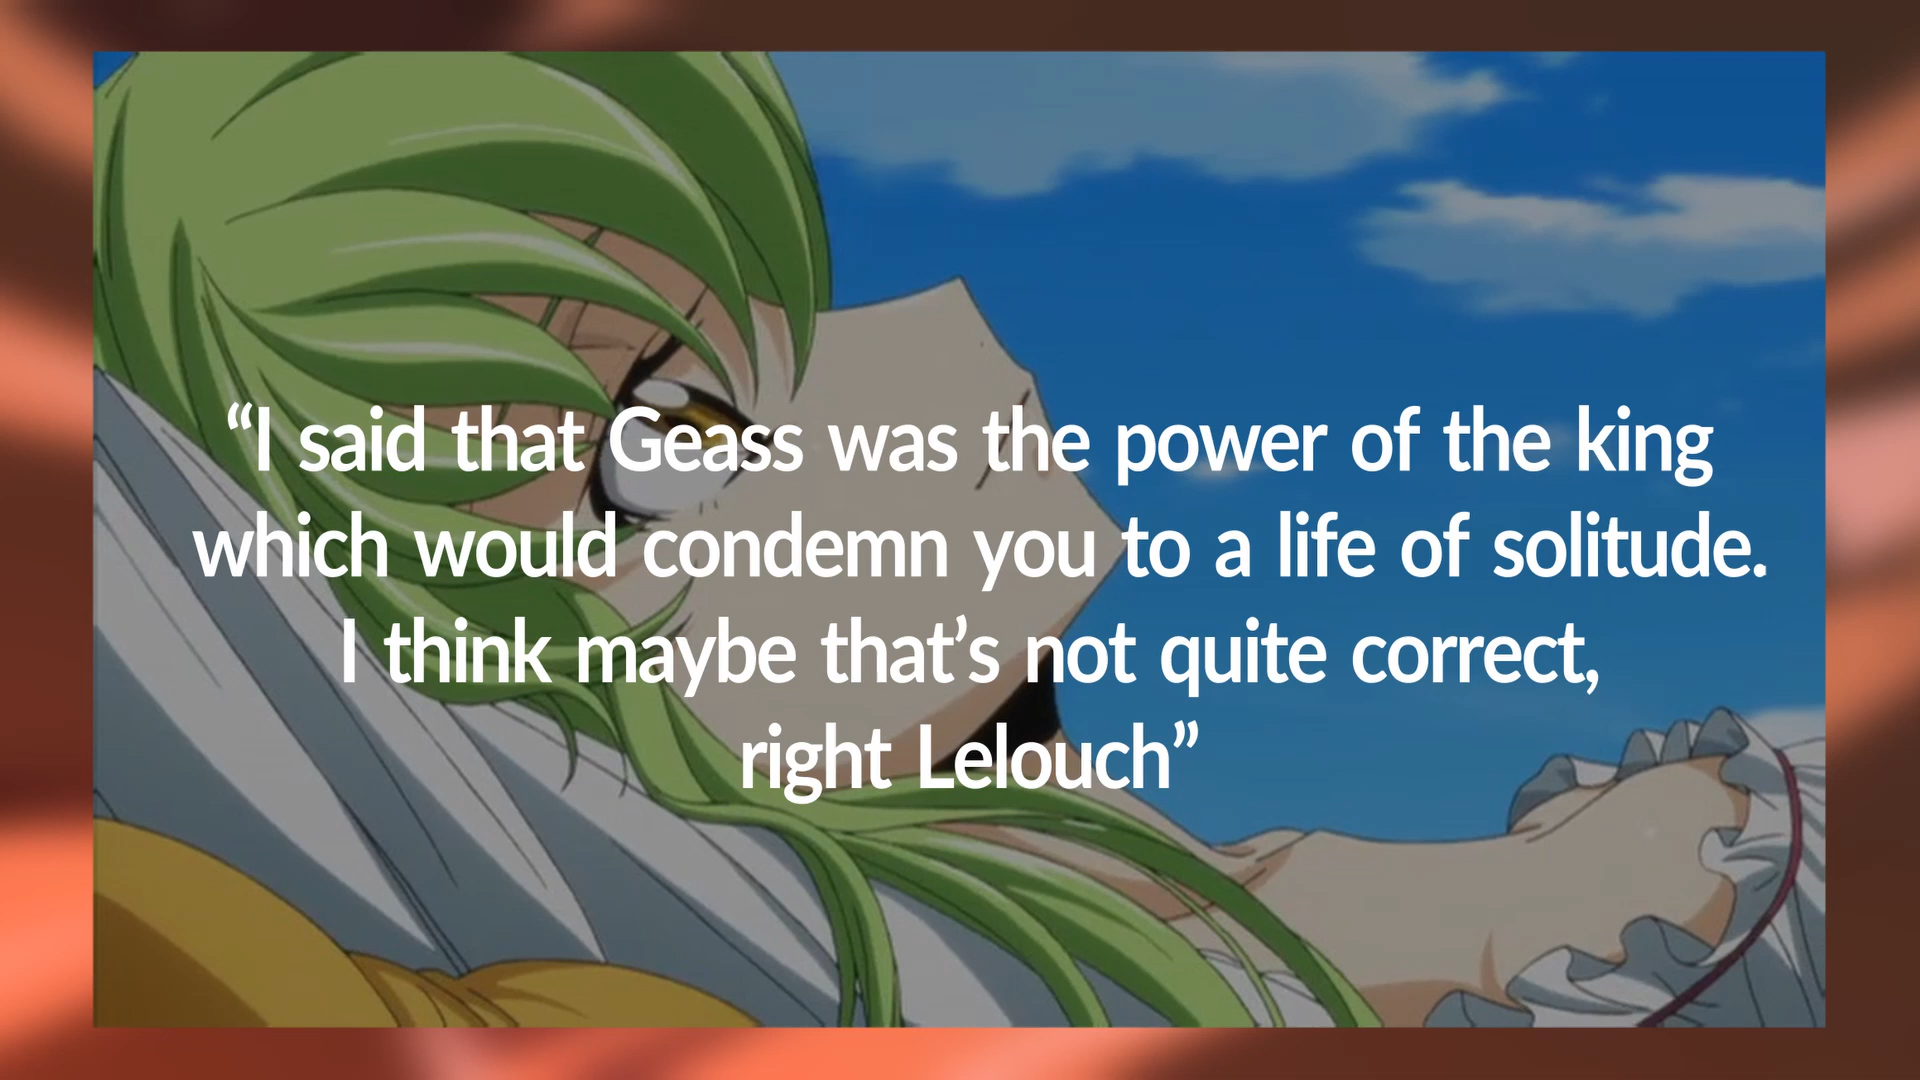 “I said that Geass was the power of the king
which would condemn you to a life of solitude.
I think maybe that’s not quite correct,
right Lelouch”